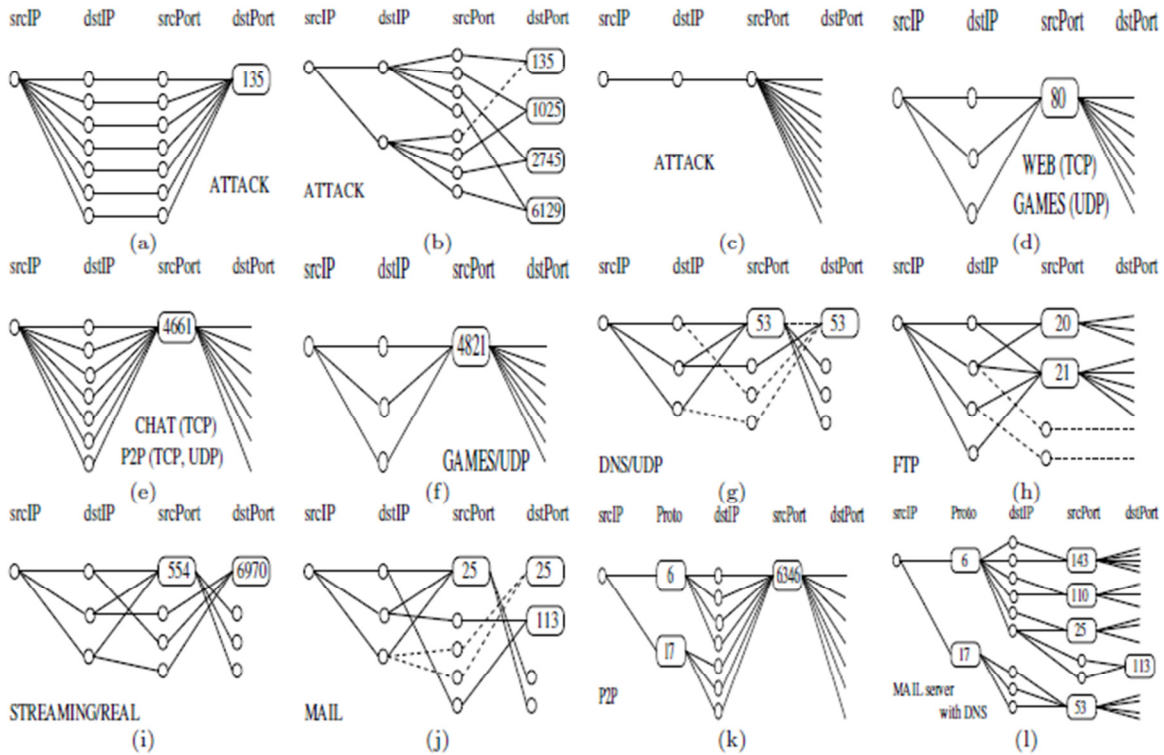 srcIP dstIP srcPort dstPort
135
ATTACK
(a)
srcIP dstIP srcPort dstPort
135
1025
2745
6129
ATTACK
(b)
srcIP dstIP srcPort dstPort
ATTACK
(c)
srcIP dstIP srcPort dstPort
80
WEB (TCP)
GAMES (UDP)
(d)
srcIP dstIP srcPort dstPort
4661
CHAT (TCP)
P2P (TCP, UDP)
(e)
srcIP dstIP srcPort dstPort
4821
GAMES/UDP
(f)
srcIP dstIP srcPort dstPort
53 53
DNS/UDP
(g)
srcIP dstIP srcPort dstPort
20
21
FTP
(h)
srcIP dstIP srcPort dstPort
554 6970
STREAMING/REAL
(i)
srcIP dstIP srcPort dstPort
25 25
113
MAIL
(j)
srcIP Proto dstIP srcPort dstPort
6 6346
17
P2P
(k)
srcIP Proto dstIP srcPort dstPort
6 143
110
25
113
17
53
MAIL server
with DNS
(l)